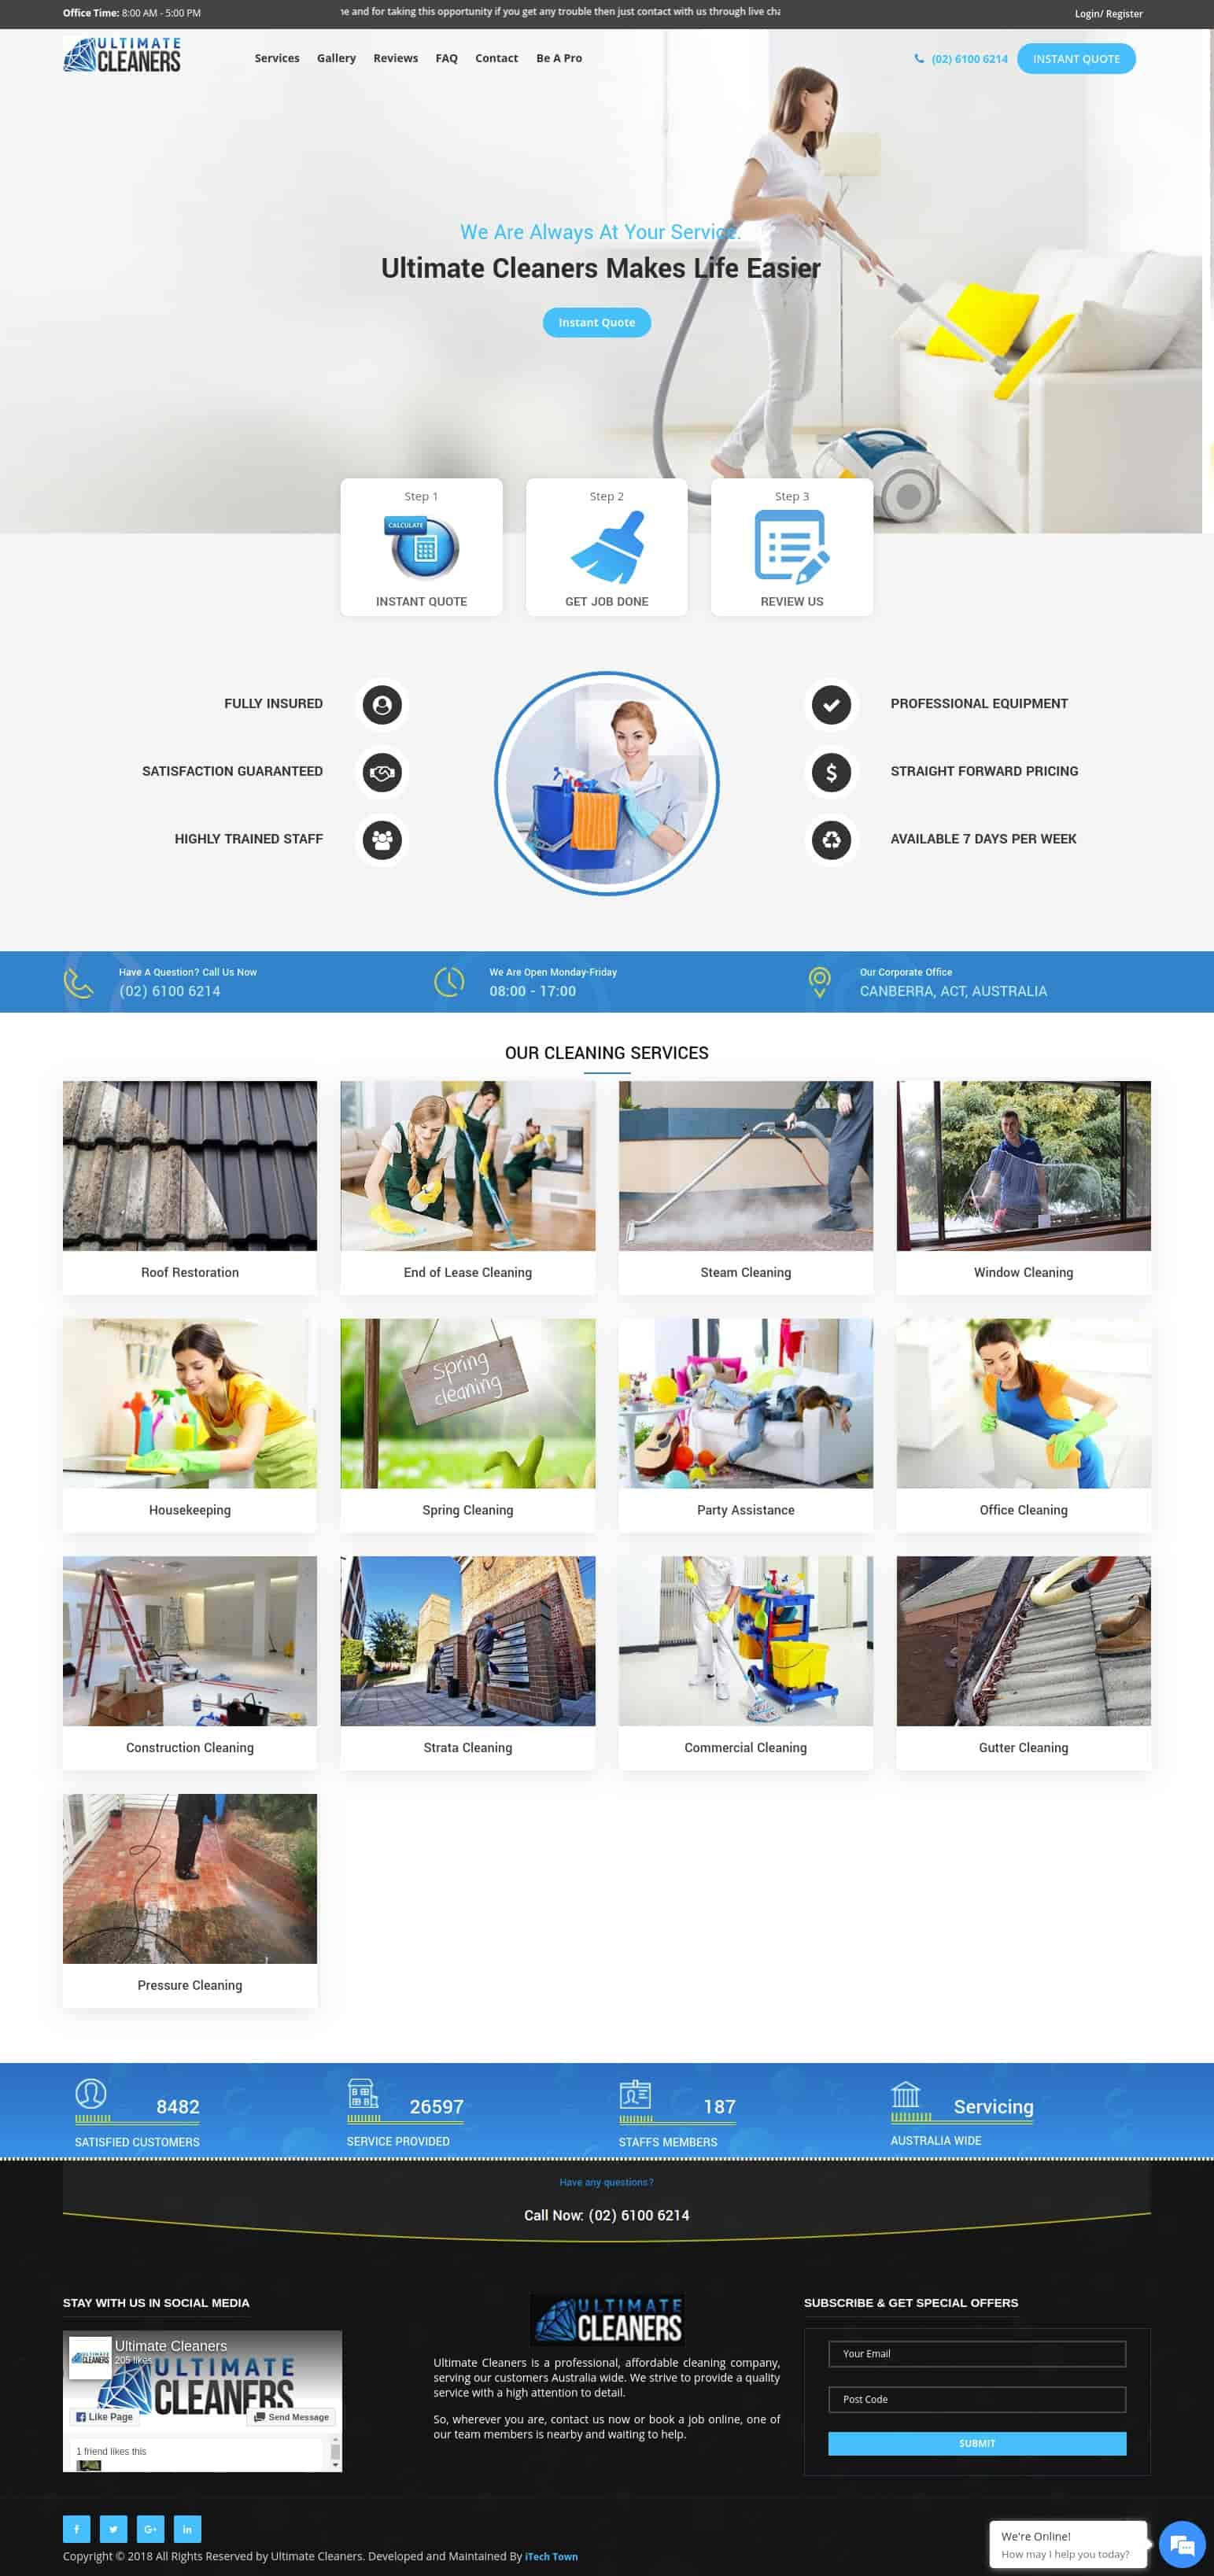 Office Time: 8:00 AM - 5:00 PM
and for taking this opportunity if you get any trouble then just contact with us through live
Login/ Register
ULTIMATE
CLEANERS
Services Gallery Reviews FAQ Contact Be A Pro
(02) 6100 6214
INSTANT QUOTE
We Are Always At Your Service.
Ultimate Cleaners Makes Life Easier
Instant Quote
Step 1
CALCULATE
INSTANT QUOTE
Step 2
GET JOB DONE
Step 3
REVIEW US
FULLY INSURED
SATISFACTION GUARANTEED
HIGHLY TRAINED STAFF
PROFESSIONAL EQUIPMENT
STRAIGHT FORWARD PRICING
AVAILABLE 7 DAYS PER WEEK
Have A Question? Call Us Now
(02) 6100 6214
We Are Open Monday-Friday
08:00 - 17:00
Our Corporate Office
CANBERRA, ACT, AUSTRALIA
OUR CLEANING SERVICES
Roof Restoration
End of Lease Cleaning
Steam Cleaning
Window Cleaning
Spring
cleaning
Housekeeping
Spring Cleaning
Party Assistance
Office Cleaning
Construction Cleaning
Strata Cleaning
Commercial Cleaning
Gutter Cleaning
Pressure Cleaning
8482
SATISFIED CUSTOMERS
26597
SERVICE PROVIDED
187
STAFFS MEMBERS
Servicing
AUSTRALIA WIDE
Have any questions?
Call Now: (02) 6100 6214
STAY WITH US IN SOCIAL MEDIA
Ultimate Cleaners
205 likes
ULTIMATE
CLEANERS
Like Page
Send Message
1 friend likes this
ULTIMATE
CLEANERS
Ultimate Cleaners is a professional, affordable cleaning company,
serving our customers Australia wide. We strive to provide a quality
service with a high attention to detail.
So, wherever you are, contact us now or book a job online, one of
our team members is nearby and waiting to help.
SUBSCRIBE & GET SPECIAL OFFERS
Your Email
Post Code
SUBMIT
Copyright © 2018 All Rights Reserved by Ultimate Cleaners. Developed and Maintained By iTech Town
We're Online!
How may I help you today?